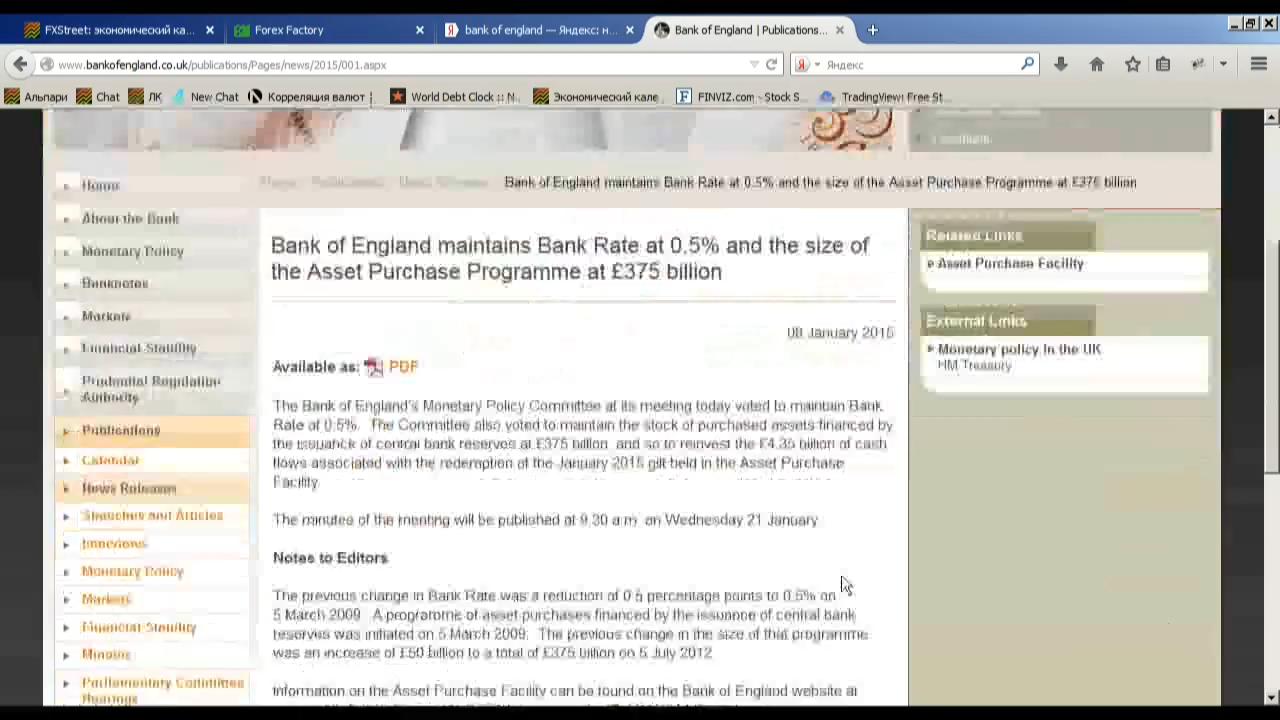 FXStreet: экономический ка...
Forex Factory
bank of england — Яндекс: н...
Bank of England | Publications...
www.bankofengland.co.uk/publications/Pages/news/2015/001.aspx
Яндекс
Альпари
Chat
ЛК
New Chat
Корреляция валют |
World Debt Clock :: N...
Экономический кале...
FINVIZ.com - Stock S...
TradingView: Free St...
Bank of England maintains Bank Rate at 0.5% and the size of the Asset Purchase Programme at £375 billion
Home
About the Bank
Monetary Policy
Banknotes
Markets
Financial Stability
Prudential Regulation
Authority
Publications
Calendar
News Releases
Speeches and Articles
Interviews
Monetary Policy
Markets
Financial Stability
Minutes
Parliamentary Committee
Hearings
Bank of England maintains Bank Rate at 0.5% and the size of
the Asset Purchase Programme at £375 billion
08 January 2015
Available as: PDF
The Bank of England's Monetary Policy Committee at its meeting today voted to maintain Bank
Rate at 0.5%. The Committee also voted to maintain the stock of purchased assets financed by
the issuance of central bank reserves at £375 billion, and so to reinvest the £4.35 billion of cash
flows associated with the redemption of the January 2015 gilt held in the Asset Purchase
Facility.
The minutes of the meeting will be published at 9.30 a.m. on Wednesday 21 January.
Notes to Editors
The previous change in Bank Rate was a reduction of 0.5 percentage points to 0.5% on
5 March 2009. A programme of asset purchases financed by the issuance of central bank
reserves was initiated on 5 March 2009. The previous change in the size of that programme
was an increase of £50 billion to a total of £375 billion on 5 July 2012.
Information on the Asset Purchase Facility can be found on the Bank of England website at
Related Links
Asset Purchase Facility
External Links
Monetary policy in the UK
HM Treasury